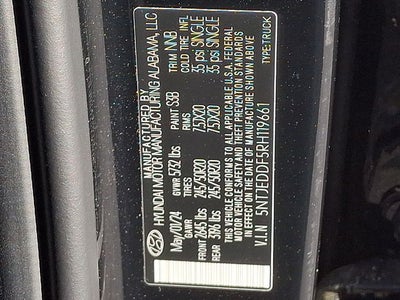 MANUFACTURED BY
HYUNDAI MOTOR MANUFACTURING ALABAMA, LLC
May/01/24 GVWR 5732 lbs PAINT S3B TRIM NNB
GAWR TIRE RIMS COLD TIRE INFL
FRONT 2645 lbs 245/50R20 7.5JX20 35 psi SINGLE
REAR 3196 lbs 245/50R20 7.5JX20 35 psi SINGLE
THIS VEHICLE CONFORMS TO ALL APPLICABLE U.S.A. FEDERAL
MOTOR VEHICLE SAFETY, BUMPER, AND THEFT PREVENTION STANDARDS
IN EFFECT ON THE DATE OF MANUFACTURE SHOWN ABOVE.
V.I.N 5NTJEDDF5RH119661 TYPE:TRUCK